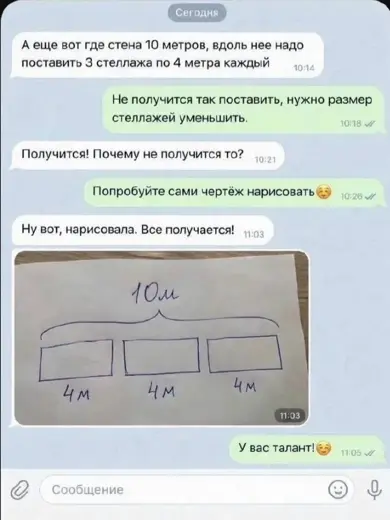 Сегодня
А еще вот где стена 10 метров, вдоль нее надо
поставить 3 стеллажа по 4 метра каждый 10:14
Не получится так поставить, нужно размер
стеллажей уменьшить. 10:18
Получится! Почему не получится то? 10:21
Попробуйте сами чертёж нарисовать 10:26
Ну вот, нарисовала. Все получается! 11:03
10м
4м 4м 4м
11:03
У вас талант! 11:05
Сообщение